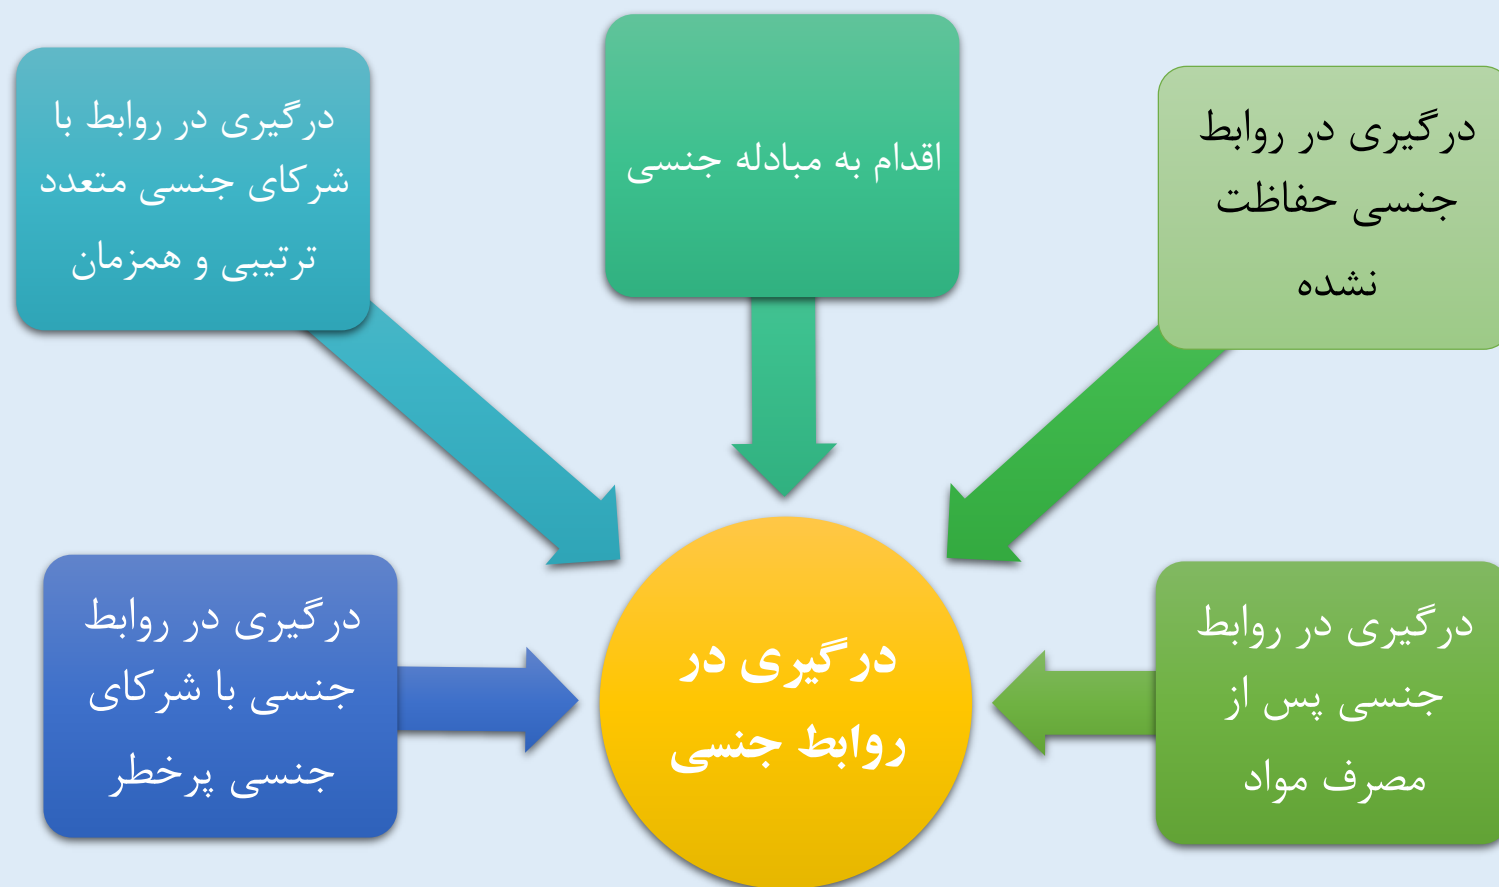 درگیری در روابط
جنسی حفاظت
نشده
اقدام به مبادله جنسی
درگیری در روابط با
شرکای جنسی متعدد
ترتیبی و همزمان
درگیری در روابط
جنسی پس از
مصرف مواد
درگیری در
روابط جنسی
درگیری در روابط
جنسی با شرکای
جنسی پرخطر